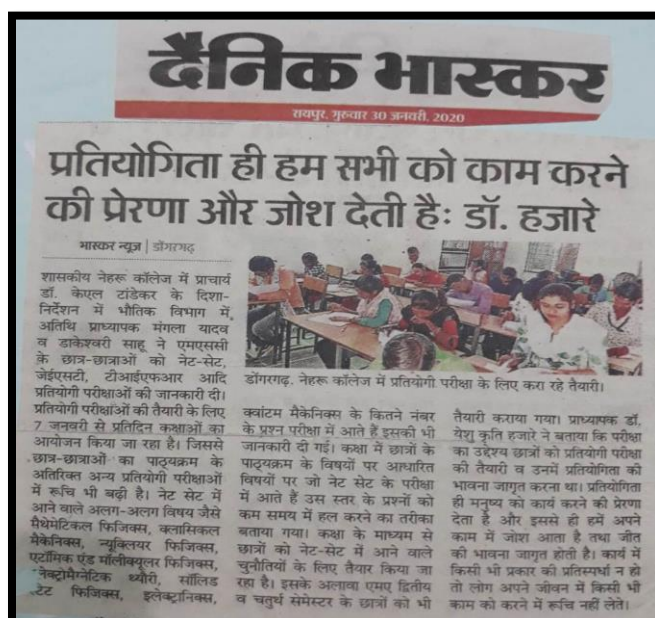 दैनिक भास्कर
रायपुर, गुरुवार 30 जनवरी, 2020
प्रतियोगिता ही हम सभी को काम करने
की प्रेरणा और जोश देती हैः डॉ. हजारे
भास्कर न्यूज | डोंगरगढ़
शासकीय नेहरू कॉलेज में प्राचार्य
डॉ. केएल टांडेकर के दिशा-
निर्देशन में भौतिक विभाग में
अतिथि प्राध्यापक मंगला यादव
व डाकेश्वरी साहू ने एमएससी
के छात्र-छात्राओं को नेट-सेट,
जेईएसटी, टीआईएफआर आदि
प्रतियोगी परीक्षाओं की जानकारी दी।
प्रतियोगी परीक्षाओं की तैयारी के लिए
7 जनवरी से प्रतिदिन कक्षाओं का
आयोजन किया जा रहा है। जिससे
छात्र-छात्राओं का पाठ्यक्रम के
अतिरिक्त अन्य प्रतियोगी परीक्षाओं
में रूचि भी बढ़ी है। नेट सेट में
आने वाले अलग-अलग विषय जैसे
मैथेमेटिकल फिजिक्स, क्लासिकल
मैकेनिक्स, न्यूक्लियर फिजिक्स,
एटॉमिक एंड मॉलीक्यूलर फिजिक्स,
थ्योरी, सॉलिड
फिजिक्स, इलेक्ट्रानिक्स,
डोंगरगढ़. नेहरू कॉलेज में प्रतियोगी परीक्षा के लिए करा रहे तैयारी।
क्वांटम मैकेनिक्स के कितने नंबर
के प्रश्न परीक्षा में आते हैं इसकी भी
जानकारी दी गई। कक्षा में छात्रों के
पाठ्यक्रम के विषयों पर आधारित
विषयों पर जो नेट सेट के परीक्षा
में आते हैं उस स्तर के प्रश्नों को
कम समय में हल करने का तरीका
बताया गया। कक्षा के माध्यम से
छात्रों को नेट-सेट में आने वाले
चुनौतियों के लिए तैयार किया जा
रहा है। इसके अलावा एमए द्वितीय
व चतुर्थ सेमेस्टर के छात्रों को भी
तैयारी कराया गया। प्राध्यापक डॉ.
येशु कृति हजारे ने बताया कि परीक्षा
का उद्देश्य छात्रों को प्रतियोगी परीक्षा
की तैयारी व उनमें प्रतियोगिता की
भावना जागृत करना था। प्रतियोगिता
ही मनुष्य को कार्य करने की प्रेरणा
देता है और इससे ही हमें अपने
काम में जोश आता है तथा जीत
की भावना जागृत होती है। कार्य में
किसी भी प्रकार की प्रतिस्पर्धा न हो
तो लोग अपने जीवन में किसी भी
काम को करने में रूचि नहीं लेते।